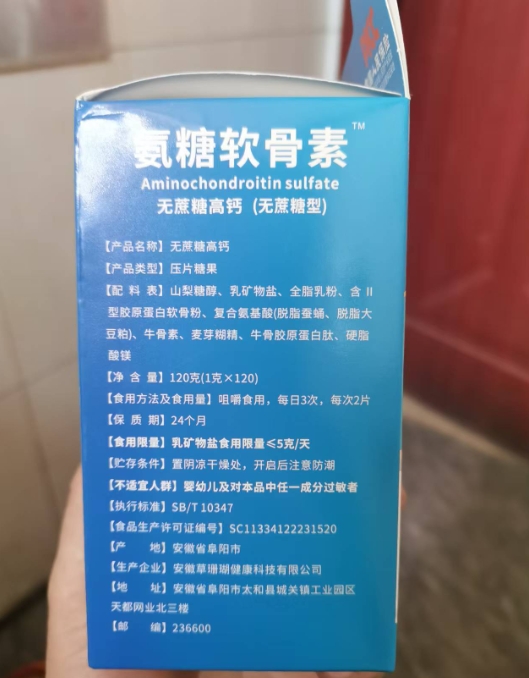 氨糖软骨素™
Aminochondroitin sulfate
无蔗糖高钙 (无蔗糖型)
【产品名称】无蔗糖高钙
【产品类型】压片糖果
【配 料 表】山梨糖醇、乳矿物盐、全脂乳粉、含 II
型胶原蛋白软骨粉、复合氨基酸(脱脂蚕蛹、脱脂大
豆粕)、牛骨素、麦芽糊精、牛骨胶原蛋白肽、硬脂
酸镁
【净 含 量】120克(1克×120)
【食用方法及食用量】咀嚼食用，每日3次，每次2片
【保 质 期】24个月
【食用限量】乳矿物盐食用限量≤5克/天
【贮存条件】置阴凉干燥处，开启后注意防潮
【不适宜人群】婴幼儿及对本品中任一成分过敏者
【执行标准】SB/T 10347
【食品生产许可证编号】SC11334122231520
【产 地】安徽省阜阳市
【生产企业】安徽草珊瑚健康科技有限公司
【地 址】安徽省阜阳市太和县城关镇工业园区
天都网业北三楼
【邮 编】236600